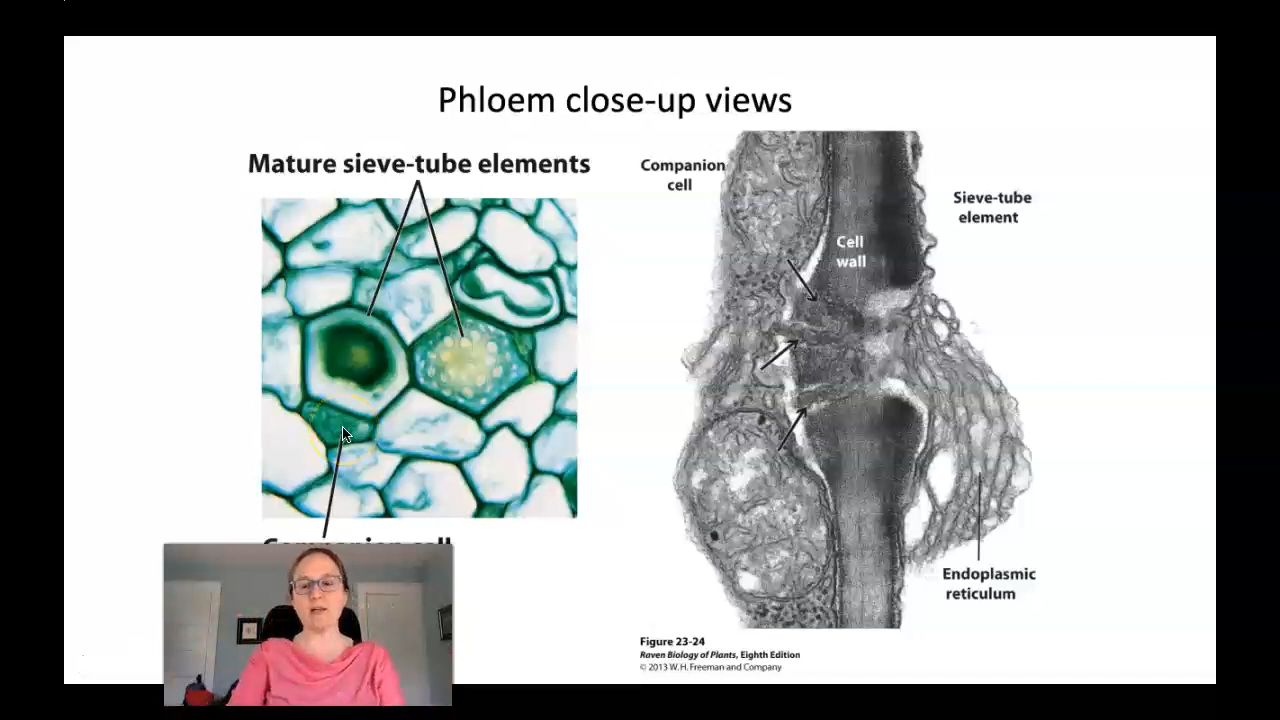 Phloem close-up views
Mature sieve-tube elements
Companion
cell
Sieve-tube
element
Cell
wall
Endoplasmic
reticulum
Figure 23-24
Raven Biology of Plants, Eighth Edition
© 2013 W. H. Freeman and Company